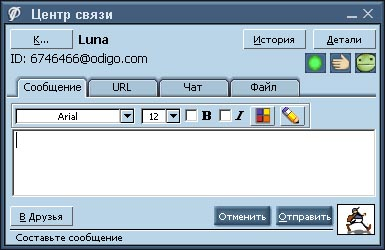 Центр связи
К... Luna История Детали
ID: 6746466@odigo.com
Сообщение URL Чат Файл
Arial 12 B I
В Друзья Отменить Отправить
Составьте сообщение